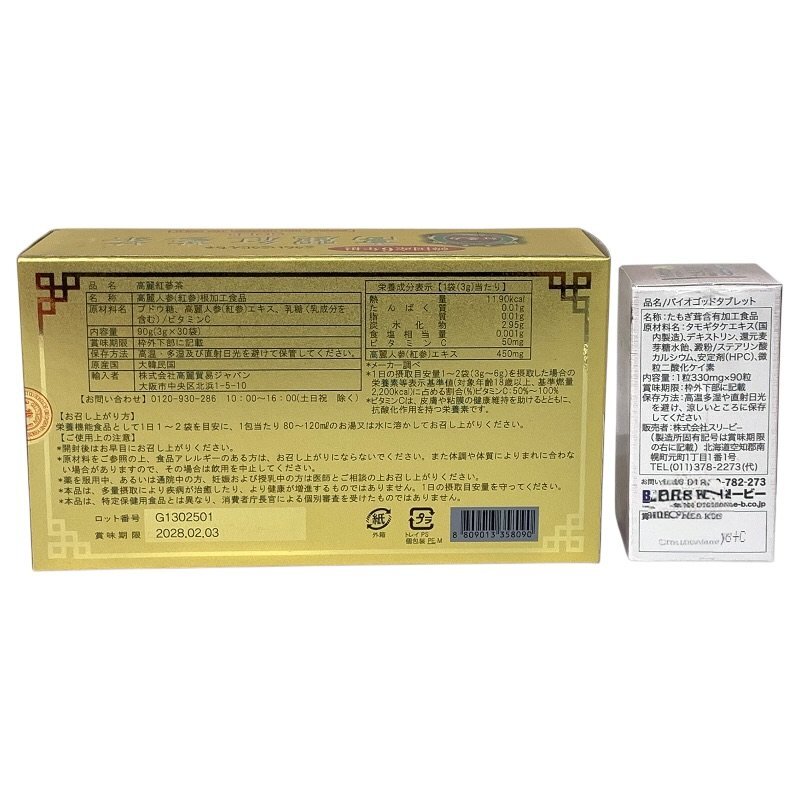 品 名 高麗紅蔘茶
名 称 高麗人参(紅参)根加工食品
原材料名 ブドウ糖、高麗人参(紅参)エキス、乳糖(乳成分を
含む)/ビタミンC
内容量 90g(3g×30袋)
賞味期限 枠外下部に記載
保存方法 高温・多湿及び直射日光を避けて保管してください。
原産国 大韓民国
輸入者 株式会社高麗貿易ジャパン
大阪市中央区北浜1-5-10
【お問い合わせ】0120-930-286 10:00~16:00(土日祝 除く)
栄養成分表示【1袋(3g)当たり】
熱量 11.90kcal
たんぱく質 0.01g
脂質 0.01g
炭水化物 2.95g
食塩相当量 0.001g
ビタミンC 50mg
高麗人参(紅参)エキス 450mg
*メーカー調べ
*1日の摂取目安量1~2袋(3g~6g)を摂取した場合の
栄養素等表示基準値(対象年齢18歳以上、基準燃量
2,200kcal)に占める割合(%)ビタミンC:50%~100%
*ビタミンCは、皮膚や粘膜の健康維持を助けるとともに、
抗酸化作用を持つ栄養素です。
【お召し上がり方】
栄養機能食品として1日1~2袋を目安に、1包当たり80~120㎖のお湯又は水に溶かしてお召し上がりください。
【ご使用上の注意】
*開封後はお早目にお召し上がりください。
*原材料をご参照の上、食品アレルギーのある方は、お召し上がりにならないでください。また体調や体質によりまれに合わ
ない場合がありますので、その場合は飲用を中止してください。
*薬を服用中、あるいは通院中の方、妊娠および授乳中の方は医師とご相談の上お召し上がりください。
*本品は、多量摂取により疾病が治癒したり、より健康が増進するものではありません。1日の摂取目安量を守ってください。
*本品は、特定保健用食品とは異なり、消費者庁長官による個別審査を受けたものではありません。
ロット番号 G1302501
賞味期限 2028.02.03
紙
外箱
プラ
トレイ PS
個包装 PE,M
8 809013 358090
品名/バイオゴッドタブレット
名称:たもぎ茸含有加工食品
原材料名:タモギタケエキス(国
内製造)、デキストリン、還元麦
芽糖水飴、澱粉/ステアリン酸
カルシウム、安定剤(HPC)、微
粒二酸化ケイ素
内容量:1粒330mg×90粒
賞味期限:枠外下部に記載
保存方法:高温多湿や直射日光
を避け、涼しいところに保存
してください
販売者:株式会社スリービー
(製造所固有記号は賞味期限
の右に記載) 北海道空知郡南
幌町元町1丁目1番1号
TEL(011)378-2273(代)